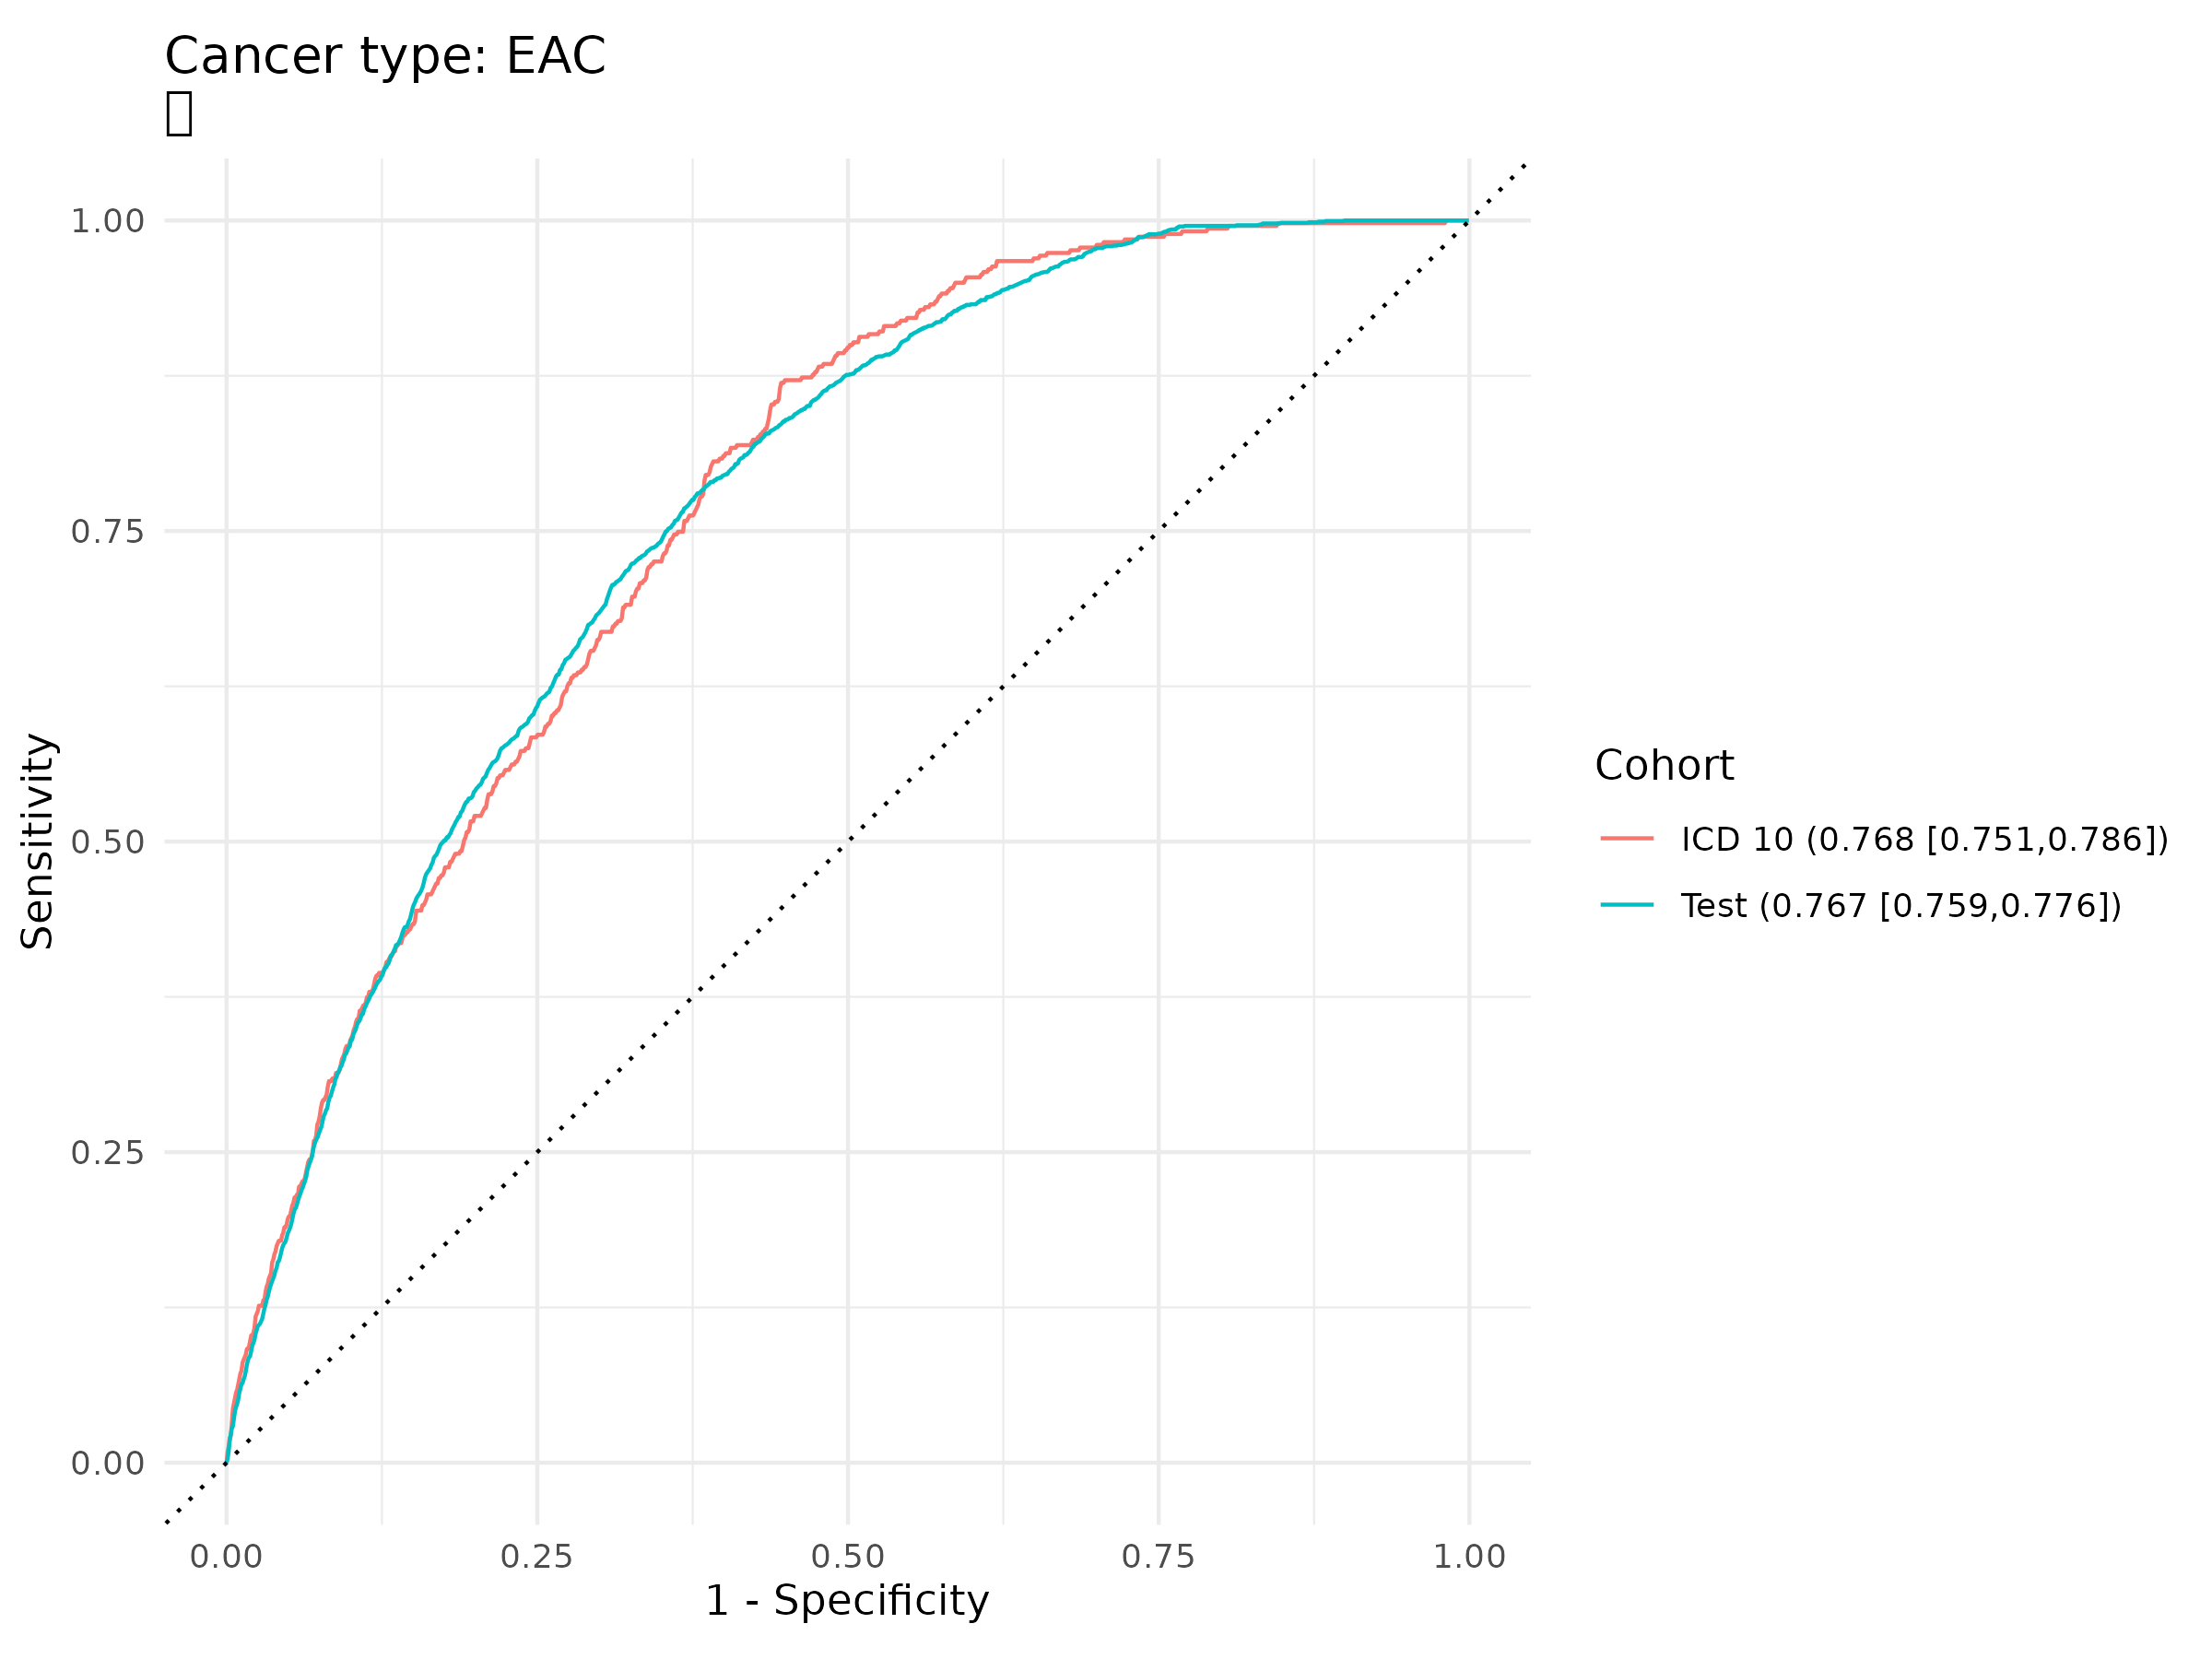 Cancer type: EAC
Sensitivity
1.00
0.75
0.50
0.25
0.00
0.00 0.25 0.50 0.75 1.00
1 - Specificity
Cohort
ICD 10 (0.768 [0.751,0.786])
Test (0.767 [0.759,0.776])